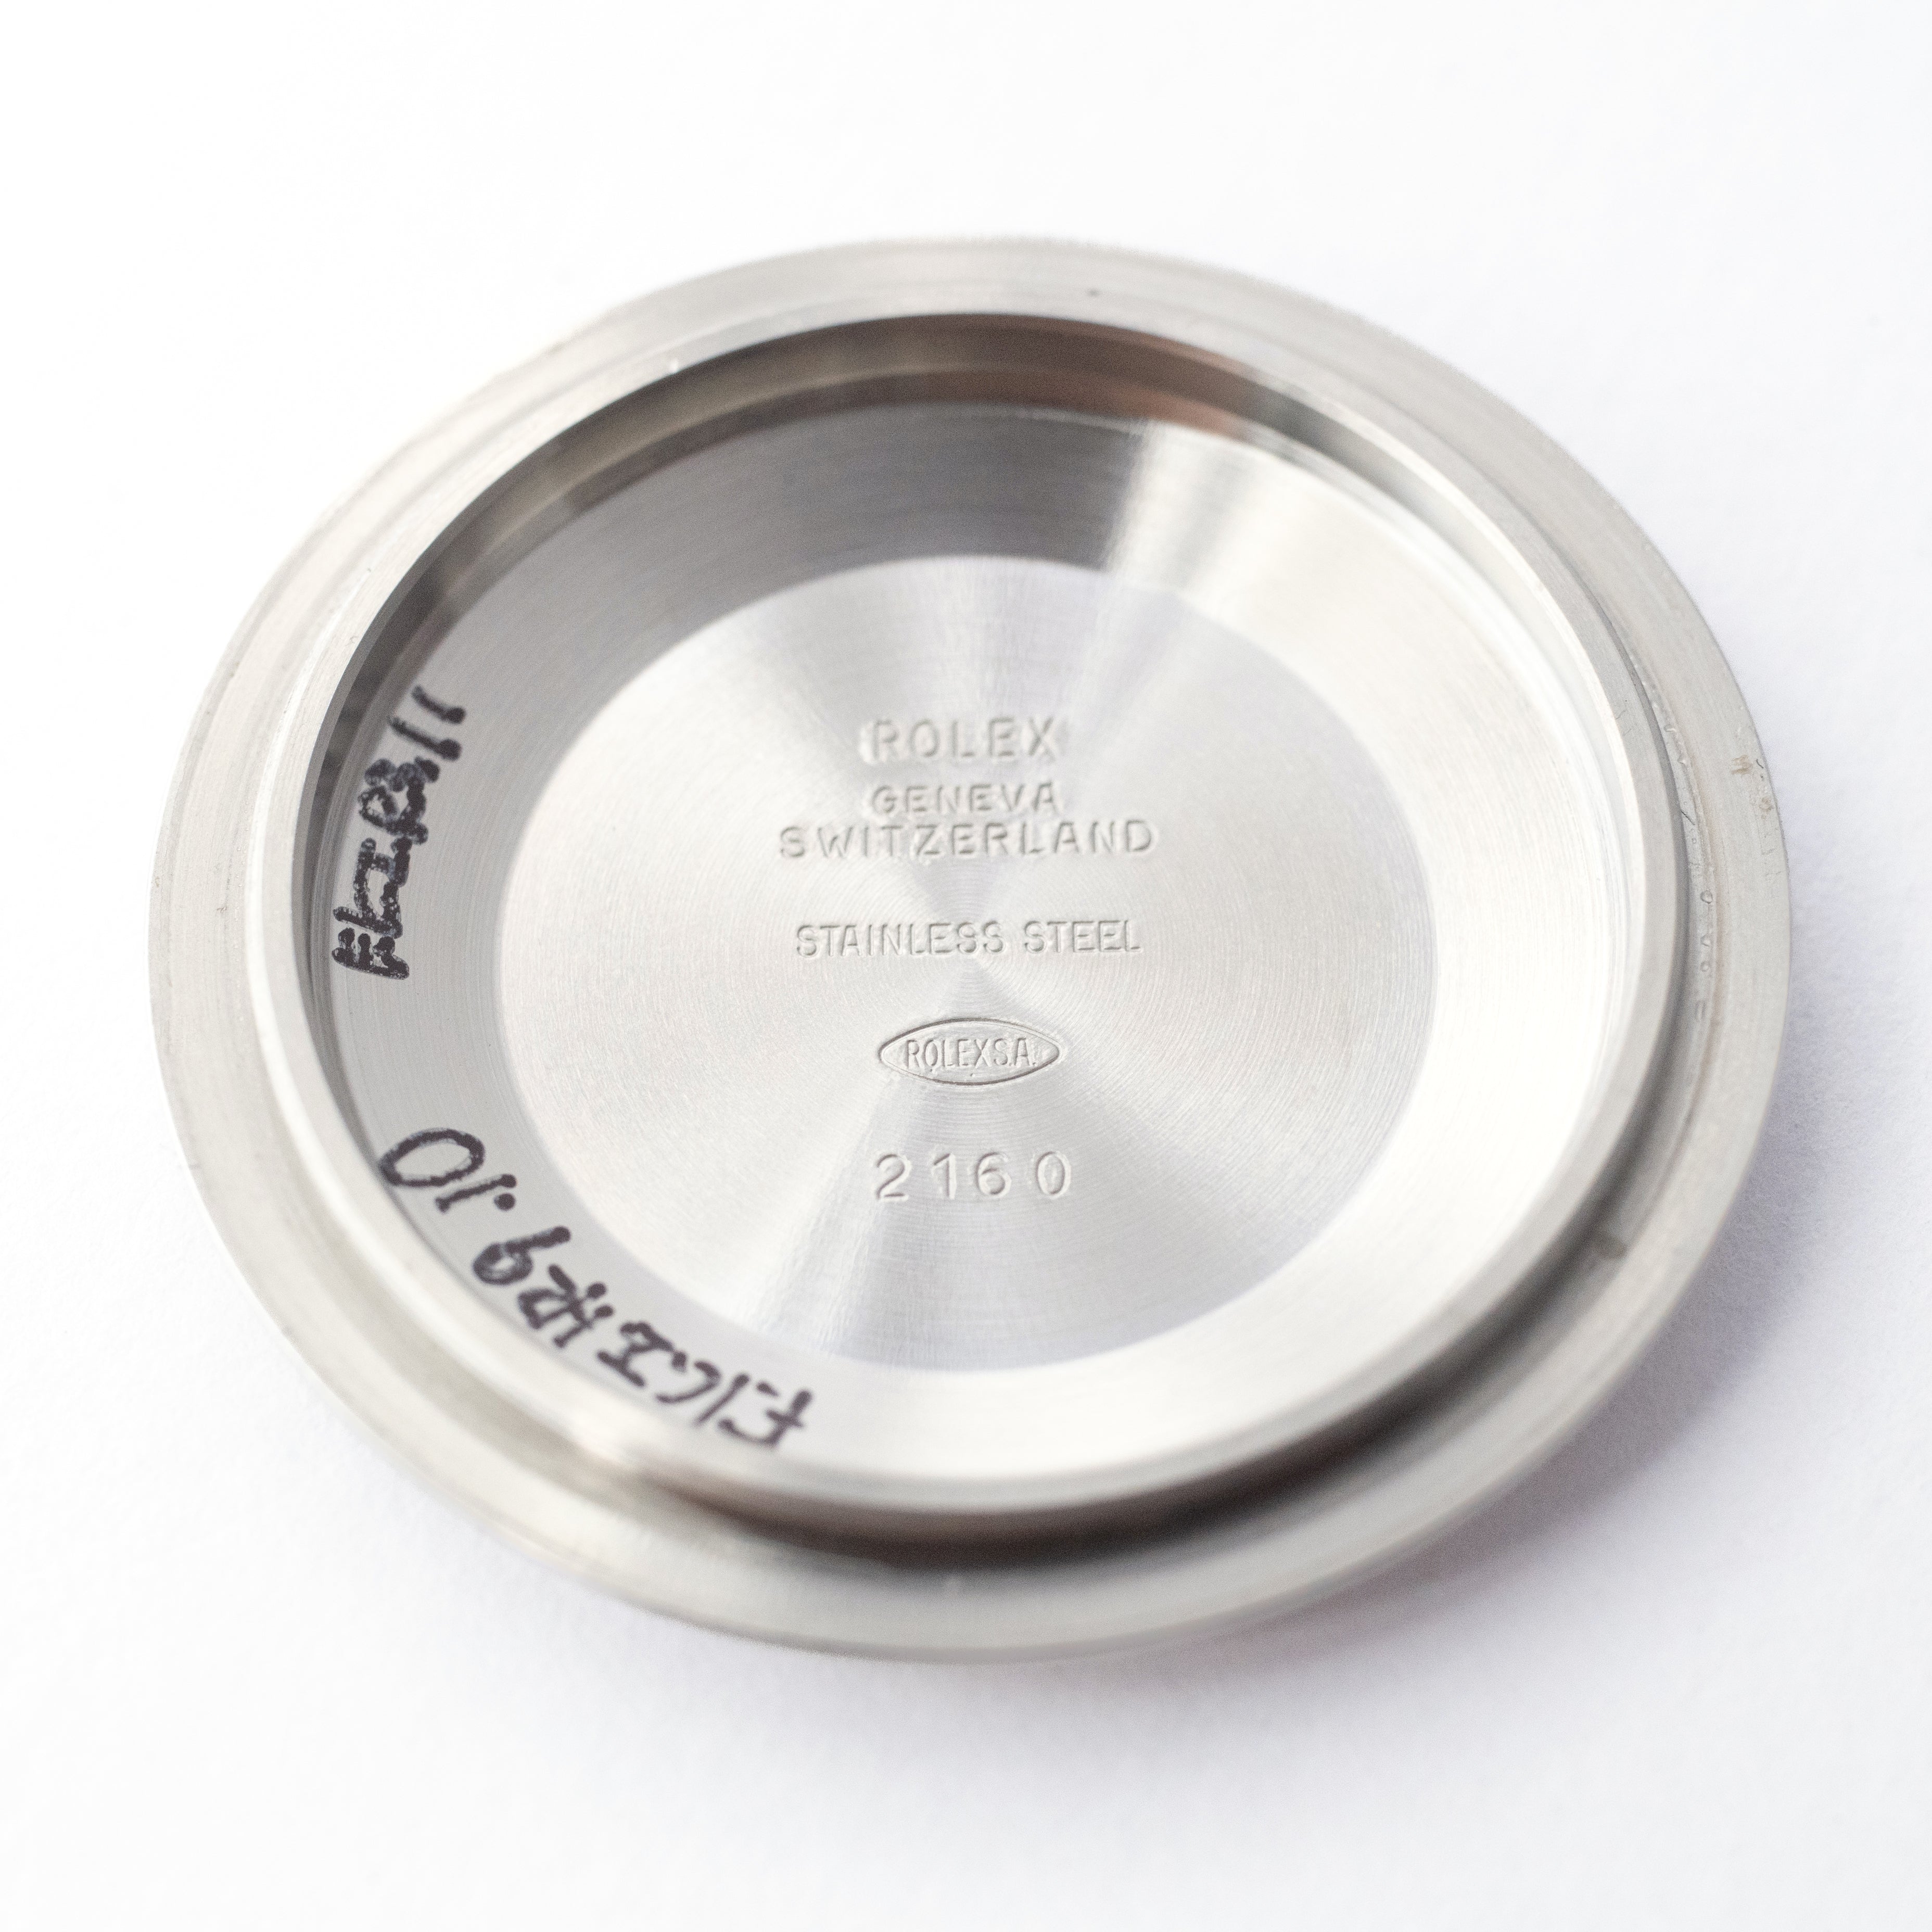 ROLEX
GENEVA
SWITZERLAND
STAINLESS STEEL
ROLEX S.A.
2160